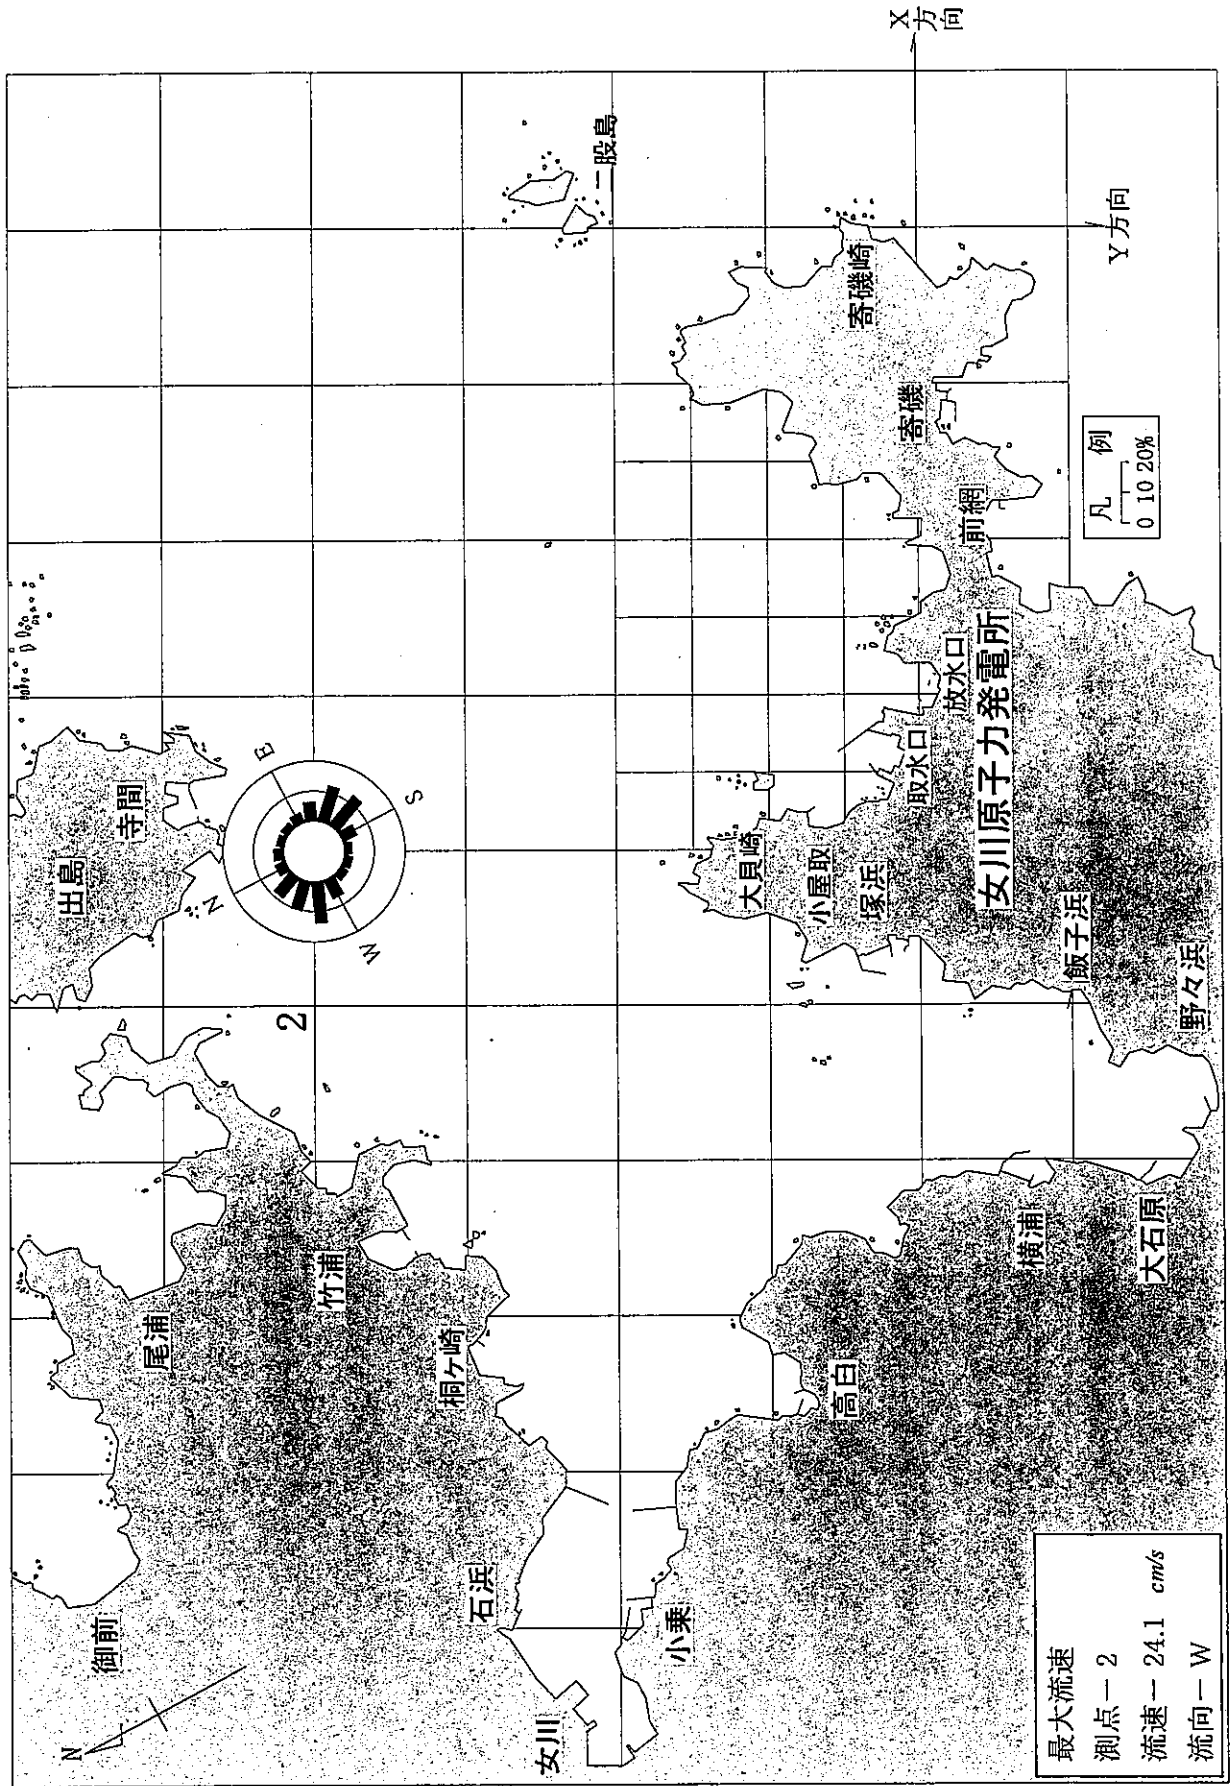 N
御前
尾浦
出島
寺間
竹浦
2
N
E
S
W
桐ケ崎
石浜
女川
小乗
高白
横浦
大石原
野々浜
飯子浜
塚浜
小屋取
大貝崎
取水口
放水口
女川原子力発電所
前網
寄磯
寄磯崎
二股島
X
方向
Y方向
凡 例
0 10 20%
最大流速
測点－2
流速－24.1 cm/s
流向－W